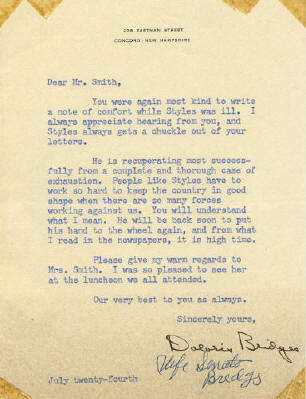 EASTMAN STREET
CONCORD, NEW HAMPSHIRE
Dear Mr. Smith,
You were again most kind to write
a note of comfort while Styles was ill. I
always appreciate hearing from you, and
Styles always gets a chuckle out of your
letters.
He is recuperating most success-
fully from a complete and thorough case of
exhaustion. People like Styles have to
work so hard to keep the country in good
shape when there are so many forces
working against us. You will understand
what I mean. He will be back soon to put
his hand to the wheel again, and from what
I read in the newspapers, it is high time.
Please give my warm regards to
Mrs. Smith. I was so pleased to see her
at the luncheon we all attended.
Our very best to you as always.
Sincerely yours,
Doloris Bridges
Wife Senator
Bridges
July twenty-fourth